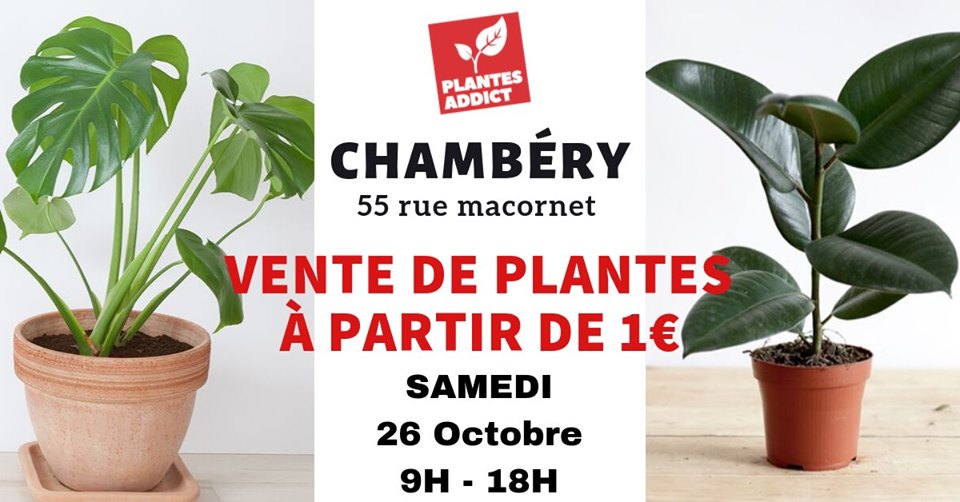 PLANTES
ADDICT
CHAMBÉRY
55 rue macornet
VENTE DE PLANTES
À PARTIR DE 1€
SAMEDI
26 Octobre
9H - 18H